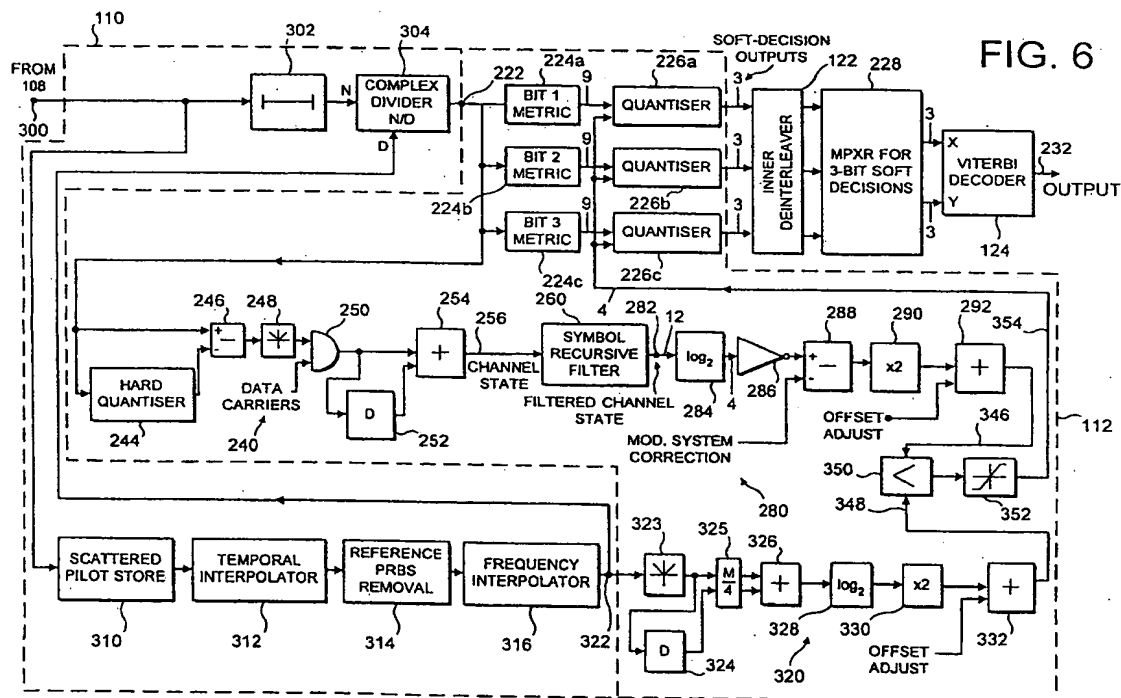 FIG. 6
110
FROM
108
300
302
N
304
COMPLEX
DIVIDER
N/D
D
222
224a
BIT 1
METRIC
9
226a
QUANTISER
3
SOFT-DECISION
OUTPUTS
122
INNER
DEINTERLEAVER
228
MPXR FOR
3-BIT SOFT
DECISIONS
3
X
Y
3
VITERBI
DECODER
124
232
OUTPUT
BIT 2
METRIC
224b
9
QUANTISER
226b
3
BIT 3
METRIC
224c
9
QUANTISER
226c
3
4
246
+
-
−
248
250
254
+
256
CHANNEL
STATE
260
SYMBOL
RECURSIVE
FILTER
282
12
FILTERED CHANNEL
STATE
log2
284
4
286
288
+
-
−
290
x2
292
+
354
HARD
QUANTISER
244
DATA
CARRIERS
240
D
252
MOD. SYSTEM
CORRECTION
OFFSET
ADJUST
280
346
350
<
348
352
112
SCATTERED
PILOT STORE
310
TEMPORAL
INTERPOLATOR
312
REFERENCE
PRBS
REMOVAL
314
FREQUENCY
INTERPOLATOR
316
322
323
D
324
325
M
4
326
+
log2
328
320
x2
330
OFFSET
ADJUST
+
332